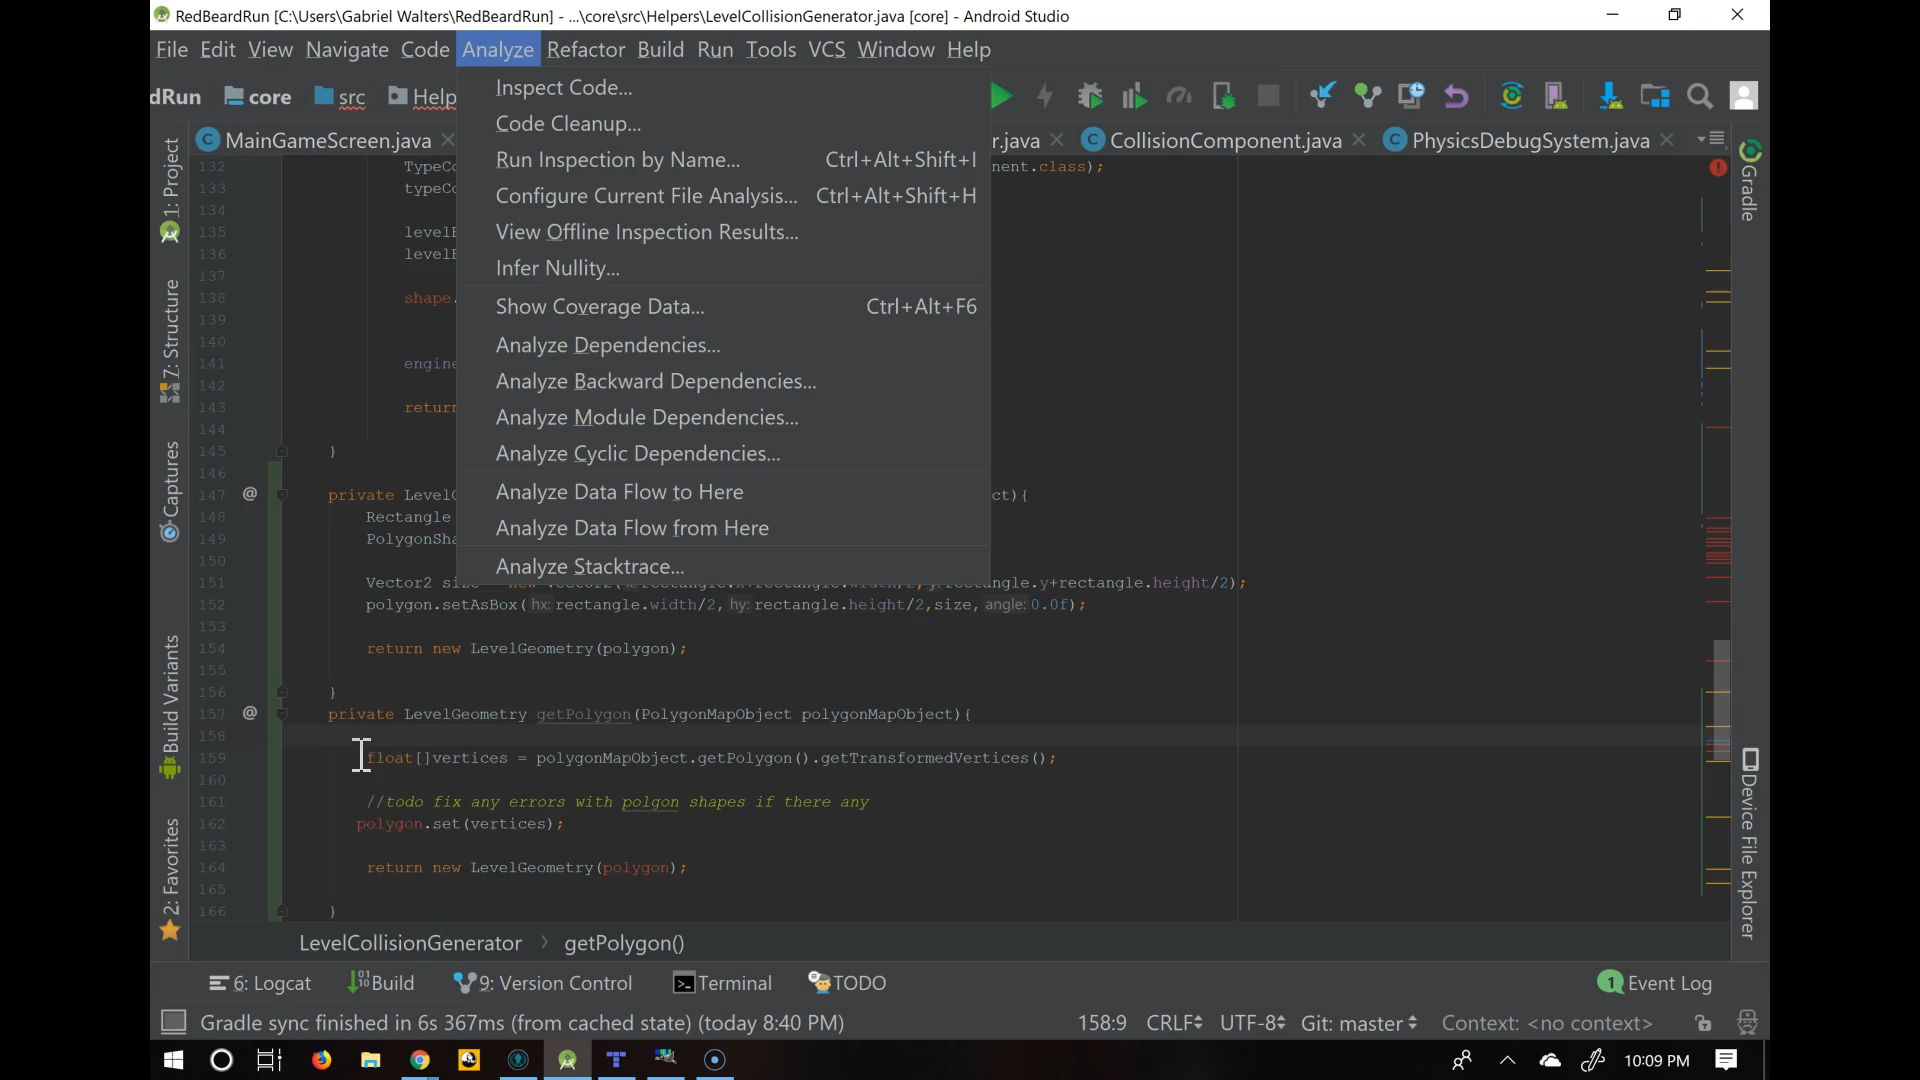 RedBeardRun [C:\Users\Gabriel Walters\RedBeardRun] - ...\core\src\Helpers\LevelCollisionGenerator.java [core] - Android Studio
File Edit View Navigate Code Analyze Refactor Build Run Tools VCS Window Help
dRun core src Help
MainGameScreen.java r.java CollisionComponent.java PhysicsDebugSystem.java
Inspect Code...
Code Cleanup...
Run Inspection by Name... Ctrl+Alt+Shift+I
Configure Current File Analysis... Ctrl+Alt+Shift+H
View Offline Inspection Results...
Infer Nullity...
Show Coverage Data... Ctrl+Alt+F6
Analyze Dependencies...
Analyze Backward Dependencies...
Analyze Module Dependencies...
Analyze Cyclic Dependencies...
Analyze Data Flow to Here
Analyze Data Flow from Here
Analyze Stacktrace...
1: Project
7: Structure
Captures
Build Variants
2: Favorites
Gradle
Device File Explorer
132 TypeCo nent.class);
133 typeCo
134
135 levelE
136 levelE
137
138 shape.
139
140
141 engine
142
143 return
144
145 }
146
147 @ private LevelG ct){
148 Rectangle
149 PolygonSha
150
151 Vector2 size rectangle.y+rectangle.height/2);
152 polygon.setAsBox( hx: rectangle.width/2, hy: rectangle.height/2,size, angle: 0.0f);
153
154 return new LevelGeometry(polygon);
155
156 }
157 @ private LevelGeometry getPolygon(PolygonMapObject polygonMapObject){
158
159 float[]vertices = polygonMapObject.getPolygon().getTransformedVertices();
160
161 //todo fix any errors with polgon shapes if there any
162 polygon.set(vertices);
163
164 return new LevelGeometry(polygon);
165
166 }
LevelCollisionGenerator > getPolygon()
6: Logcat Build 9: Version Control Terminal TODO 1 Event Log
Gradle sync finished in 6s 367ms (from cached state) (today 8:40 PM) 158:9 CRLF UTF-8 Git: master Context: <no context>
10:09 PM